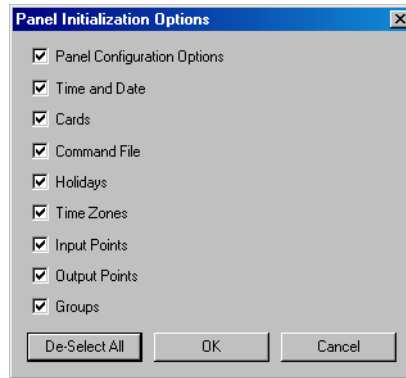 Panel Initialization Options
Panel Configuration Options
Time and Date
Cards
Command File
Holidays
Time Zones
Input Points
Output Points
Groups
De-Select All OK Cancel